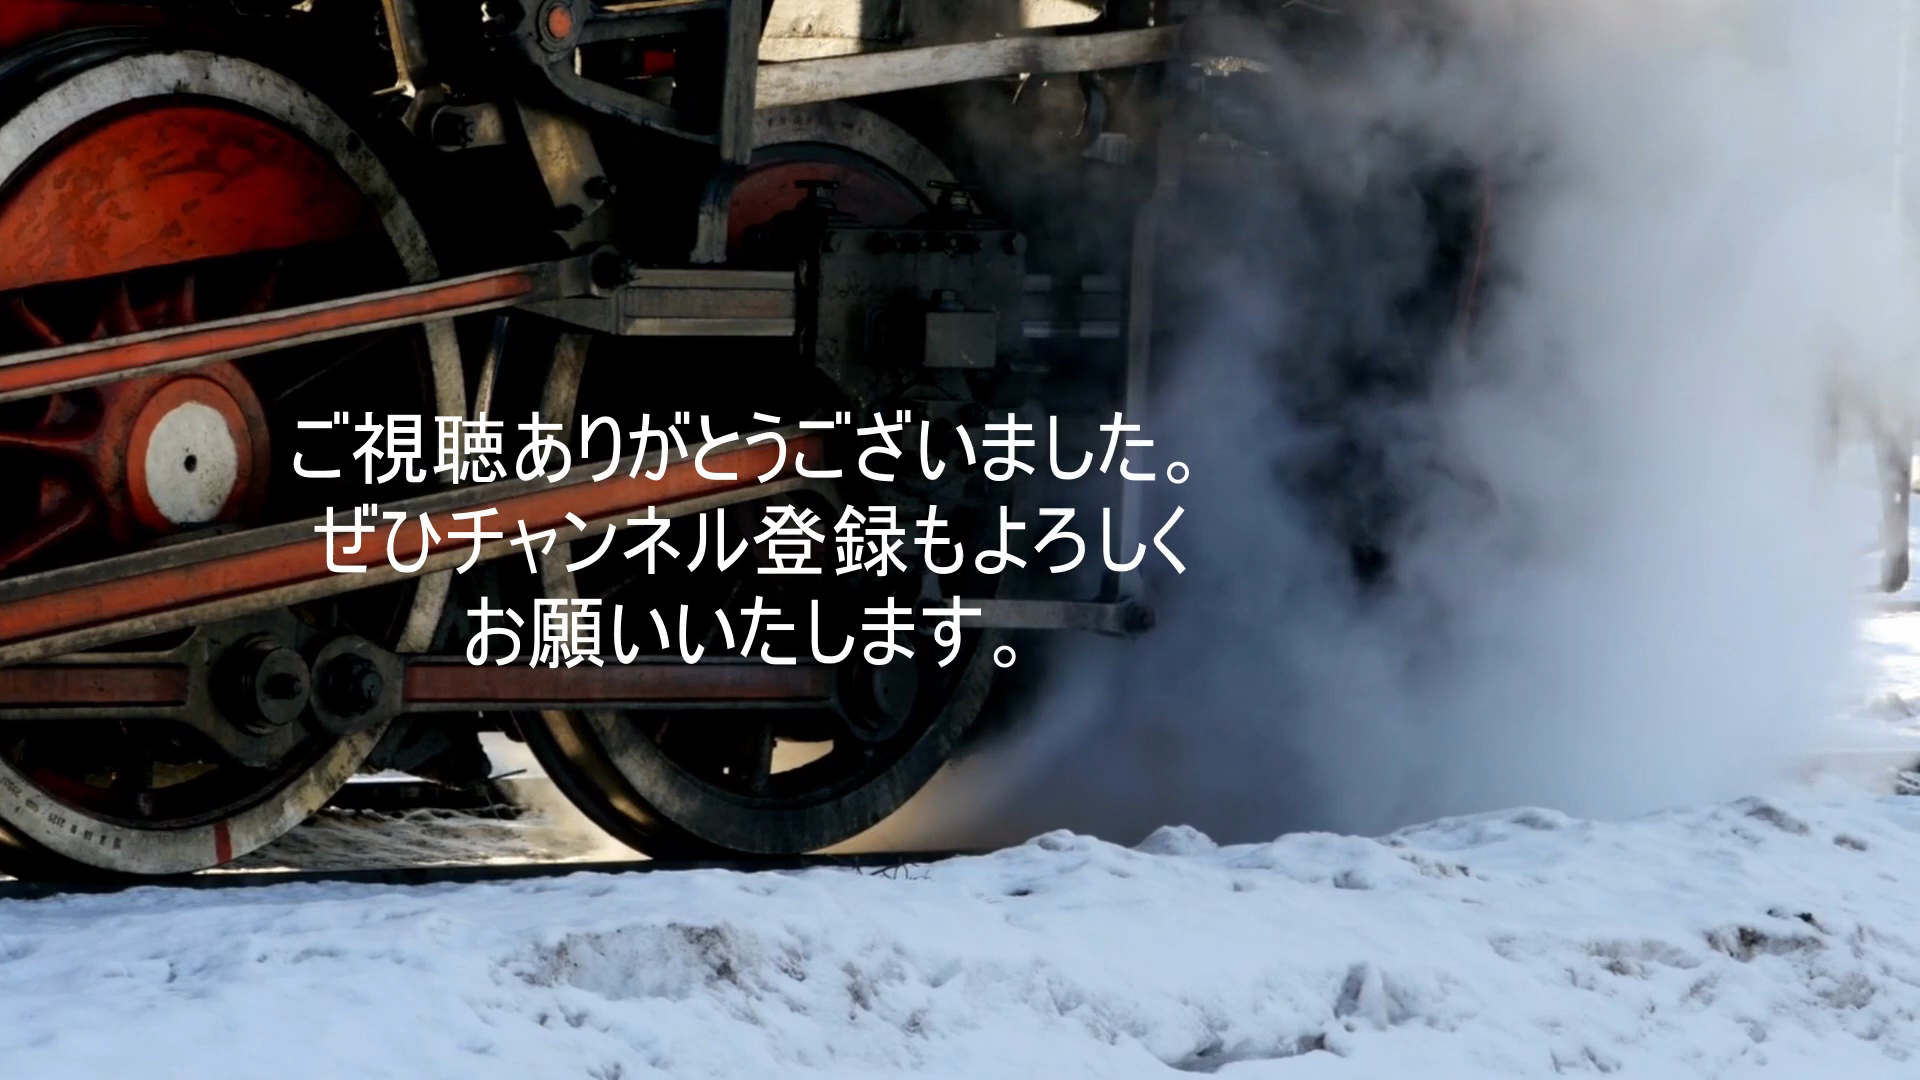 ご視聴ありがとうございました。
ぜひチャンネル登録もよろしく
お願いいたします。